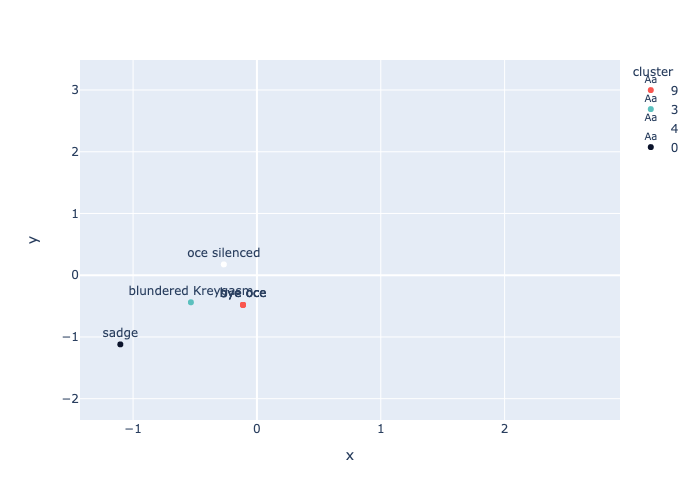 cluster
Aa
9
Aa
3
Aa
4
Aa
0
3
2
1
0
−1
−2
y
oce silenced
blundered Kreygasm
bye oce
sadge
−1
0
1
2
x